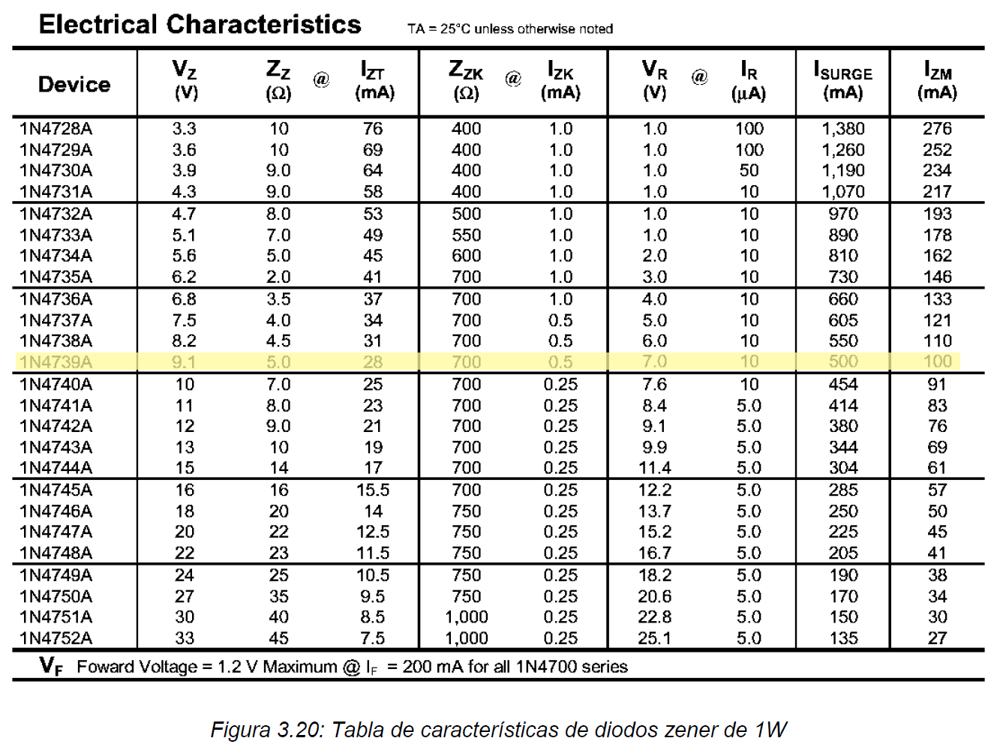 Electrical Characteristics TA = 25°C unless otherwise noted
Device VZ (V) ZZ (Ω) @ IZT (mA) ZZK (Ω) @ IZK (mA) VR (V) @ IR (µA) ISURGE (mA) IZM (mA)
1N4728A 3.3 10 76 400 1.0 1.0 100 1,380 276
1N4729A 3.6 10 69 400 1.0 1.0 100 1,260 252
1N4730A 3.9 9.0 64 400 1.0 1.0 50 1,190 234
1N4731A 4.3 9.0 58 400 1.0 1.0 10 1,070 217
1N4732A 4.7 8.0 53 500 1.0 1.0 10 970 193
1N4733A 5.1 7.0 49 550 1.0 1.0 10 890 178
1N4734A 5.6 5.0 45 600 1.0 2.0 10 810 162
1N4735A 6.2 2.0 41 700 1.0 3.0 10 730 146
1N4736A 6.8 3.5 37 700 1.0 4.0 10 660 133
1N4737A 7.5 4.0 34 700 0.5 5.0 10 605 121
1N4738A 8.2 4.5 31 700 0.5 6.0 10 550 110
1N4739A 9.1 5.0 28 700 0.5 7.0 10 500 100
1N4740A 10 7.0 25 700 0.25 7.6 10 454 91
1N4741A 11 8.0 23 700 0.25 8.4 5.0 414 83
1N4742A 12 9.0 21 700 0.25 9.1 5.0 380 76
1N4743A 13 10 19 700 0.25 9.9 5.0 344 69
1N4744A 15 14 17 700 0.25 11.4 5.0 304 61
1N4745A 16 16 15.5 700 0.25 12.2 5.0 285 57
1N4746A 18 20 14 750 0.25 13.7 5.0 250 50
1N4747A 20 22 12.5 750 0.25 15.2 5.0 225 45
1N4748A 22 23 11.5 750 0.25 16.7 5.0 205 41
1N4749A 24 25 10.5 750 0.25 18.2 5.0 190 38
1N4750A 27 35 9.5 750 0.25 20.6 5.0 170 34
1N4751A 30 40 8.5 1,000 0.25 22.8 5.0 150 30
1N4752A 33 45 7.5 1,000 0.25 25.1 5.0 135 27
VF Foward Voltage = 1.2 V Maximum @ IF = 200 mA for all 1N4700 series
Figura 3.20: Tabla de características de diodos zener de 1W